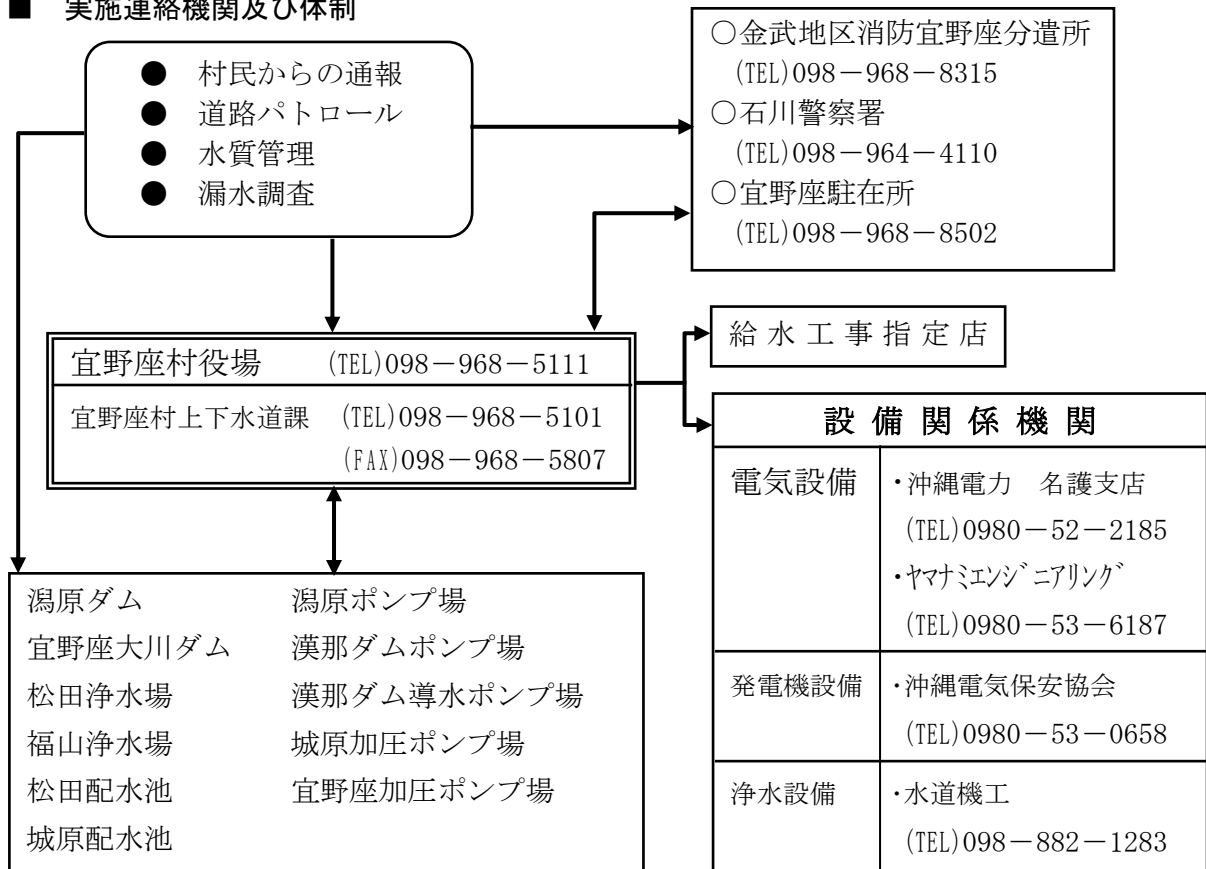 ■ 実施連絡機関及び体制
● 村民からの通報
● 道路パトロール
● 水質管理
● 漏水調査
○金武地区消防宜野座分遣所
(TEL)098－968－8315
○石川警察署
(TEL)098－964－4110
○宜野座駐在所
(TEL)098－968－8502
宜野座村役場 (TEL)098－968－5111
宜野座村上下水道課 (TEL)098－968－5101
(FAX)098－968－5807
給水工事指定店
設備関係機関
電気設備 ・沖縄電力 名護支店
(TEL)0980－52－2185
・ﾔﾏﾅﾐｴﾝｼﾞﾆｱﾘﾝｸﾞ
(TEL)0980－53－6187
発電機設備 ・沖縄電気保安協会
(TEL)0980－53－0658
浄水設備 ・水道機工
(TEL)098－882－1283
潟原ダム 潟原ポンプ場
宜野座大川ダム 漢那ダムポンプ場
松田浄水場 漢那ダム導水ポンプ場
福山浄水場 城原加圧ポンプ場
松田配水池 宜野座加圧ポンプ場
城原配水池